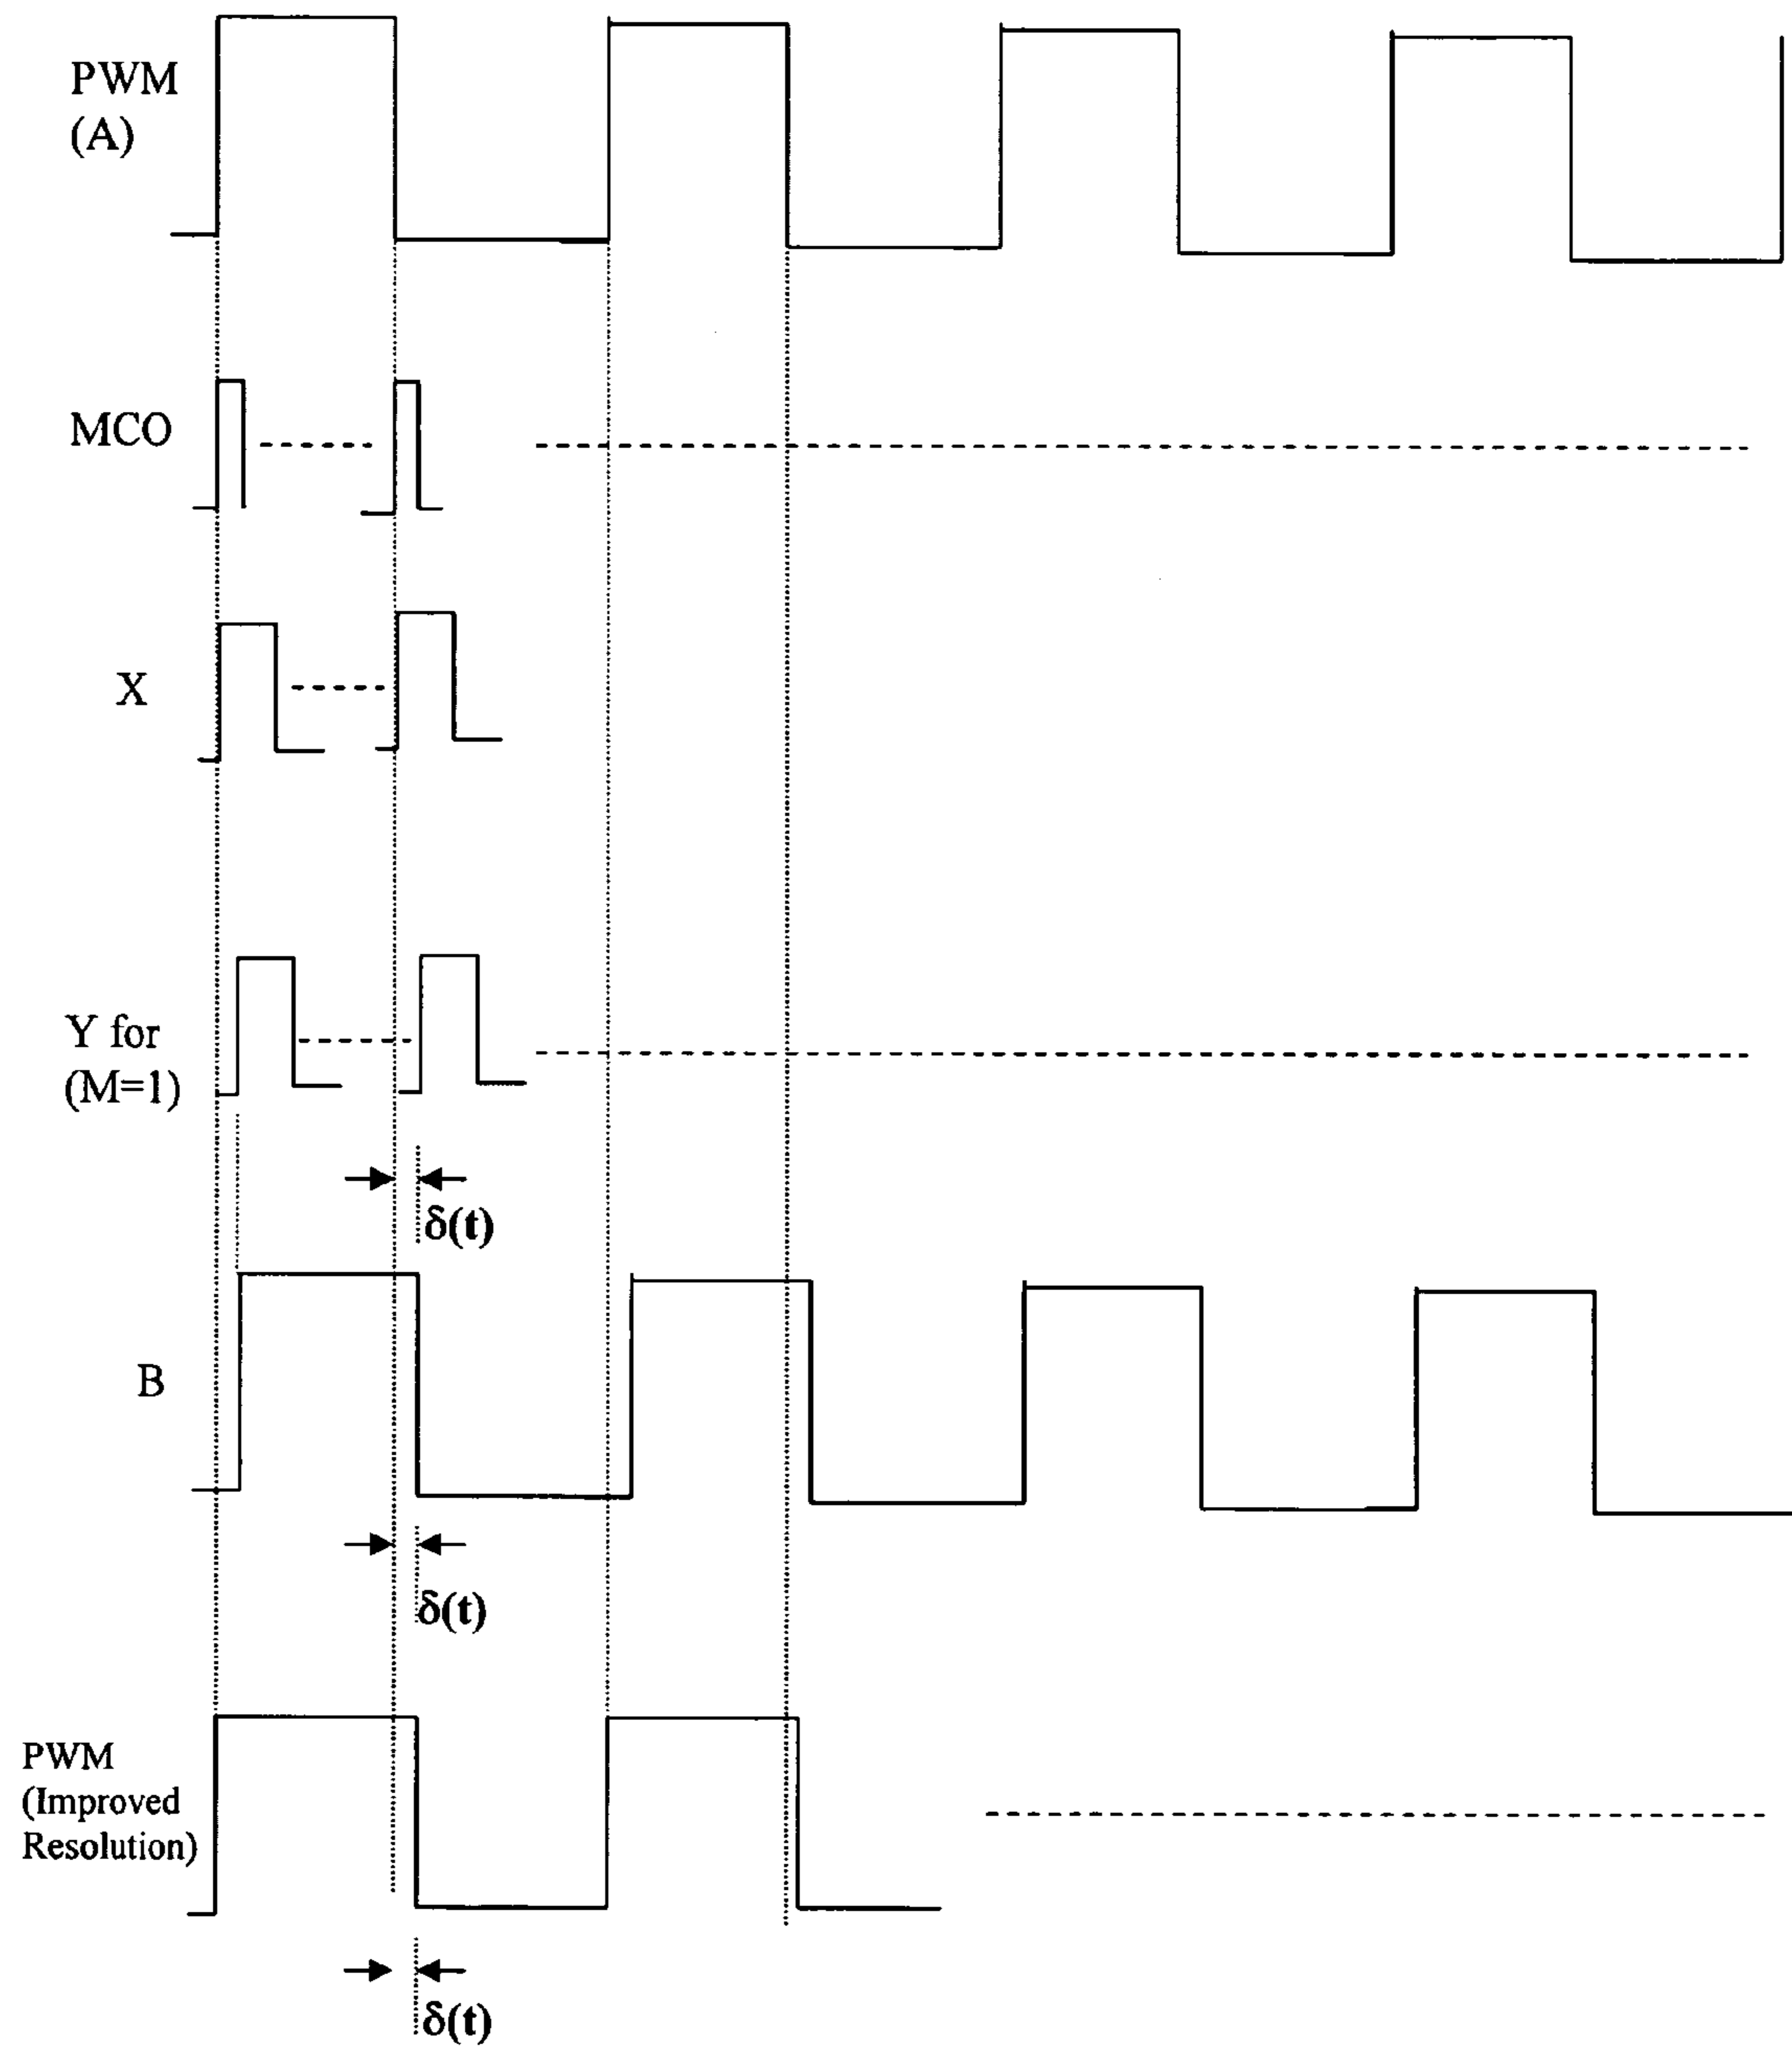 PWM
(A)
MCO
X
Y for
(M=1)
δ(t)
B
δ(t)
PWM
(Improved
Resolution)
δ(t)